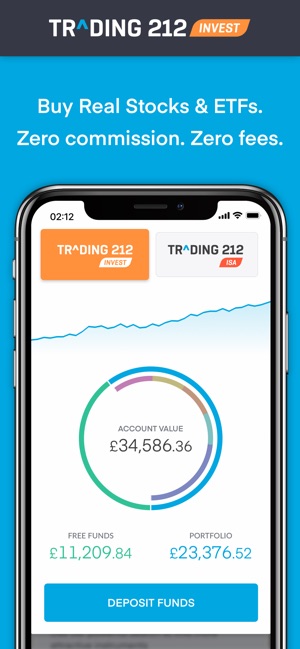 TRADING 212 INVEST
Buy Real Stocks & ETFs.
Zero commission. Zero fees.
02:12
TRADING 212
INVEST
TRADING 212
ISA
ACCOUNT VALUE
£34,586.36
FREE FUNDS
PORTFOLIO
£11,209.84
£23,376.52
DEPOSIT FUNDS